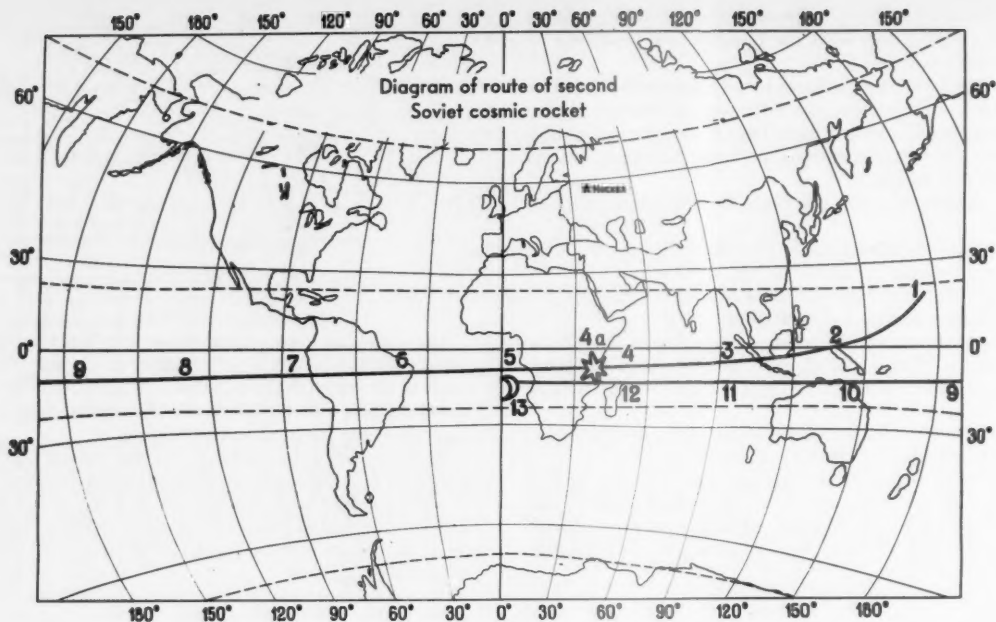 150° 180° 150° 120° 90° 60° 30° 0° 30° 60° 90° 120° 150° 180° 150°
Diagram of route of second
Soviet cosmic rocket
60° 60°
Москва
30° 30°
1
4a 2
0° 9 8 7 6 5 4 3 0°
13 12 11 10 9
30° 30°
180° 150° 120° 90° 60° 30° 0° 30° 60° 90° 120° 150° 180°